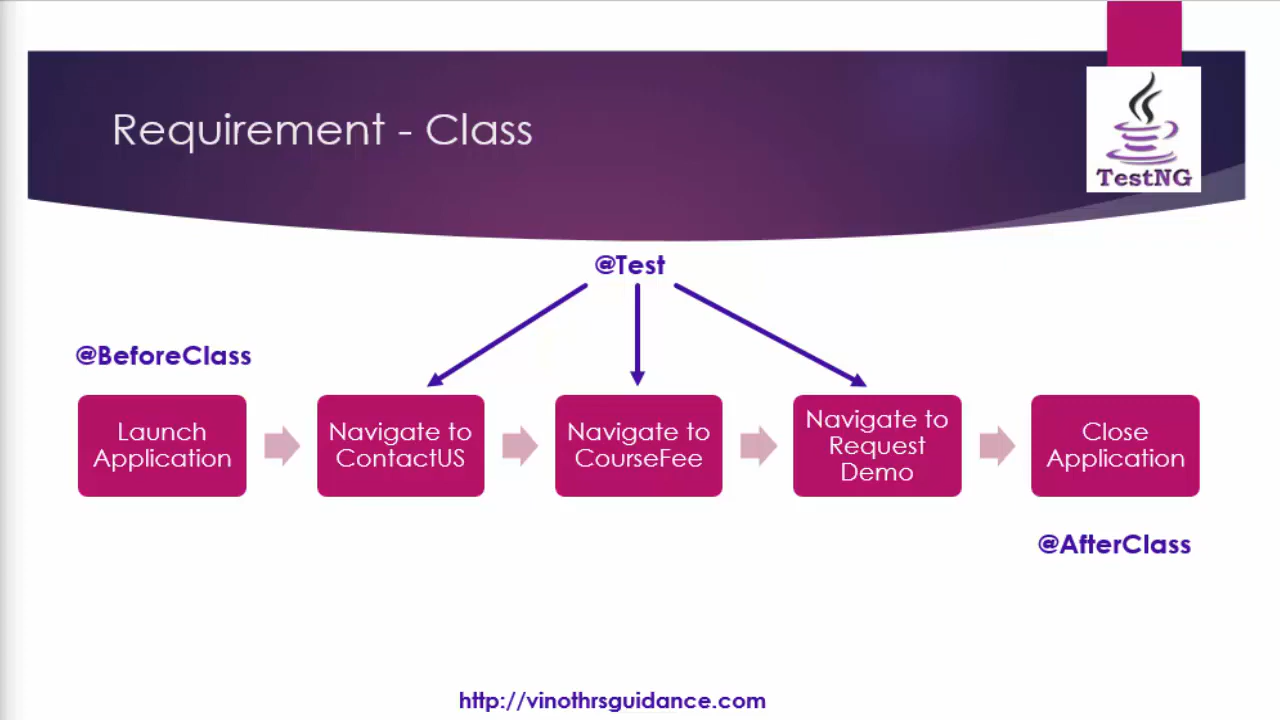 Requirement - Class
TestNG
@Test
@BeforeClass
Launch
Application
Navigate to
ContactUS
Navigate to
CourseFee
Navigate to
Request
Demo
Close
Application
@AfterClass
http://vinothrsguidance.com